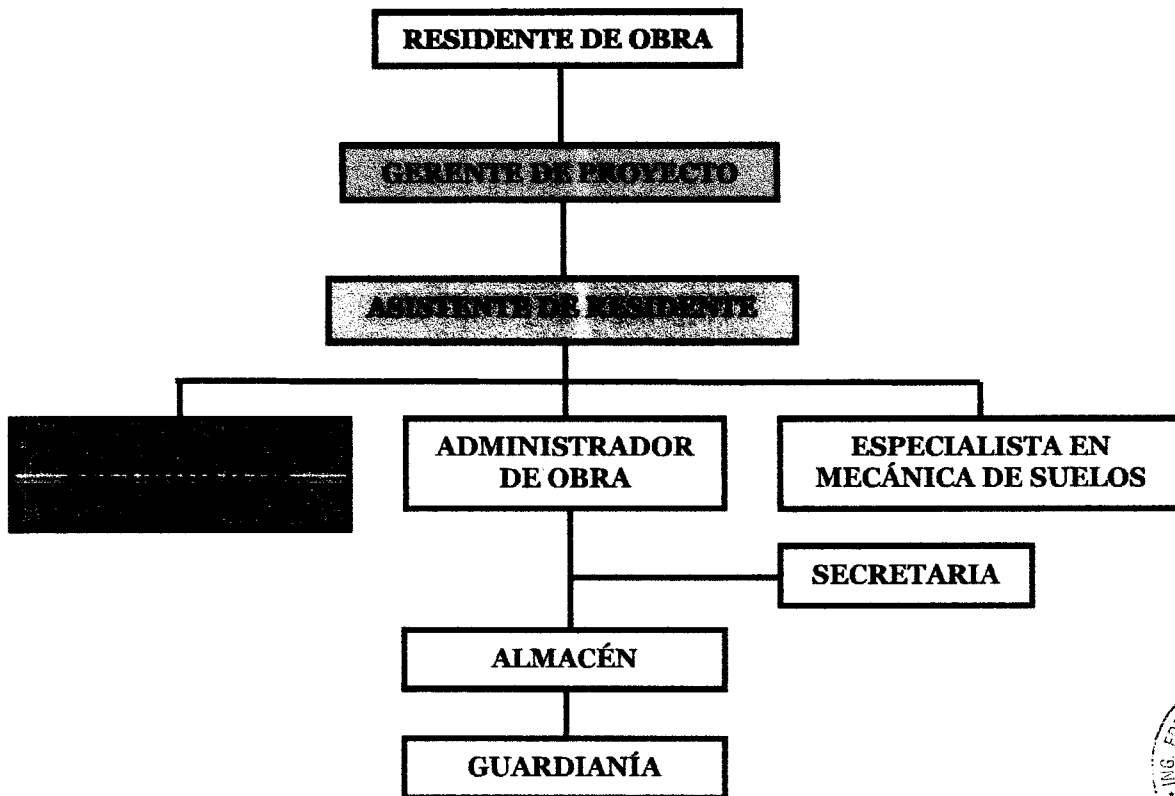 RESIDENTE DE OBRA
GERENTE DE PROYECTO
ASISTENTE DE RESIDENTE
ADMINISTRADOR
DE OBRA
ESPECIALISTA EN
MECÁNICA DE SUELOS
SECRETARIA
ALMACÉN
GUARDIANÍA
ING.